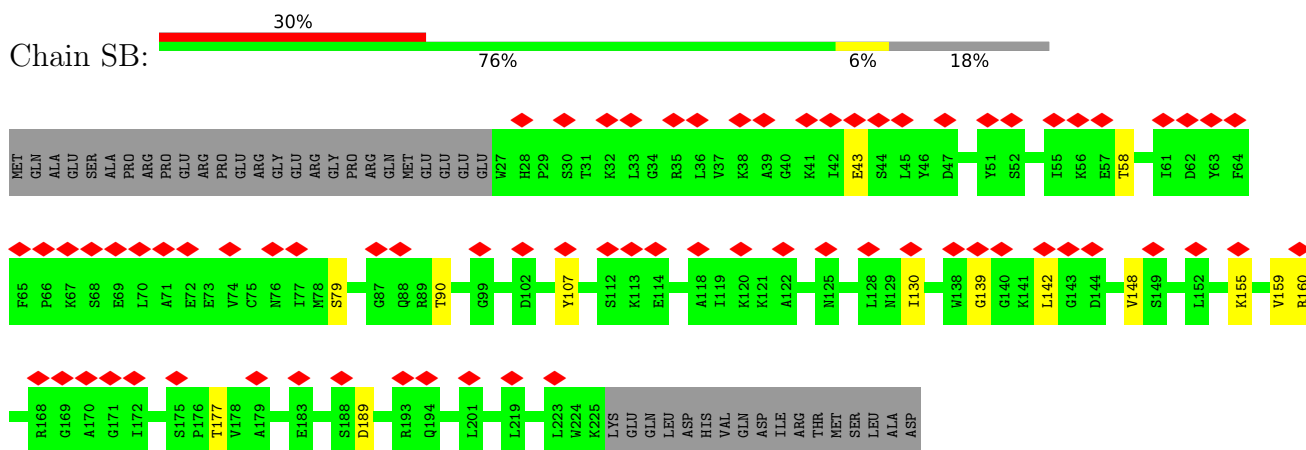 30%
Chain SB:
76% 6% 18%
MET GLN ALA GLU SER ALA PRO ARG PRO GLU ARG PRO GLU ARG GLY GLU ARG GLY PRO ARG GLN MET GLU GLU GLU GLU W27 H28 P29 S30 T31 K32 L33 G34 R35 L36 V37 K38 A39 G40 K41 I42 E43 S44 L45 Y46 D47 Y51 S52 I55 K56 E57 T58 I61 D62 Y63 F64
F65 P66 K67 S68 E69 L70 A71 E72 E73 V74 C75 N76 I77 M78 S79 G87 Q88 R89 T90 G99 D102 Y107 S112 K113 E114 A118 I119 K120 K121 A122 N125 L128 N129 I130 W138 G139 G140 K141 L142 G143 D144 V148 S149 L152 K155 V159 R160
R168 G169 A170 G171 I172 S175 P176 T177 V178 A179 E183 S188 D189 R193 Q194 L201 L219 L223 W224 K225 LYS GLU GLN LEU ASP HIS VAL GLN ASP ILE ARG THR MET SER LEU ALA ASP